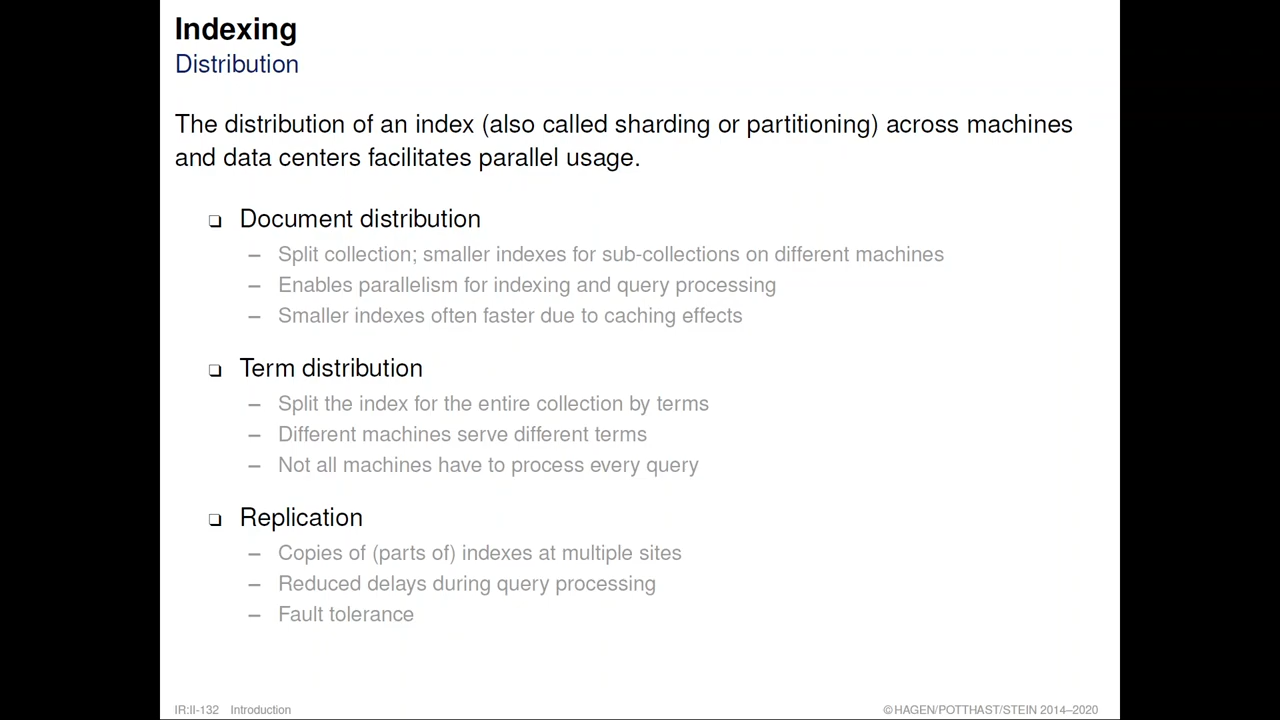 Indexing
Distribution
The distribution of an index (also called sharding or partitioning) across machines
and data centers facilitates parallel usage.
❏ Document distribution
– Split collection; smaller indexes for sub-collections on different machines
– Enables parallelism for indexing and query processing
– Smaller indexes often faster due to caching effects
❏ Term distribution
– Split the index for the entire collection by terms
– Different machines serve different terms
– Not all machines have to process every query
❏ Replication
– Copies of (parts of) indexes at multiple sites
– Reduced delays during query processing
– Fault tolerance
IR:II-132 Introduction ©HAGEN/POTTHAST/STEIN 2014–2020